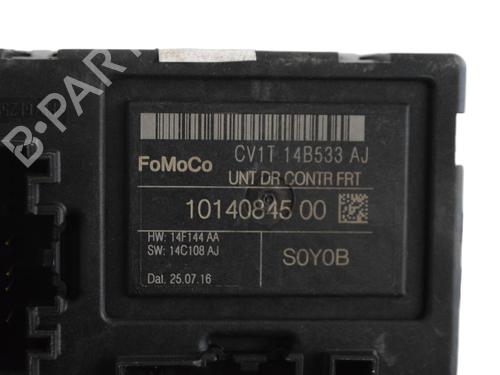 FoMoCo
CV1T 14B533 AJ
UNT DR CONTR FRT
10140845 00
HW: 14F144 AA
SW: 14C108 AJ
S0Y0B
Dal. 25.07.16